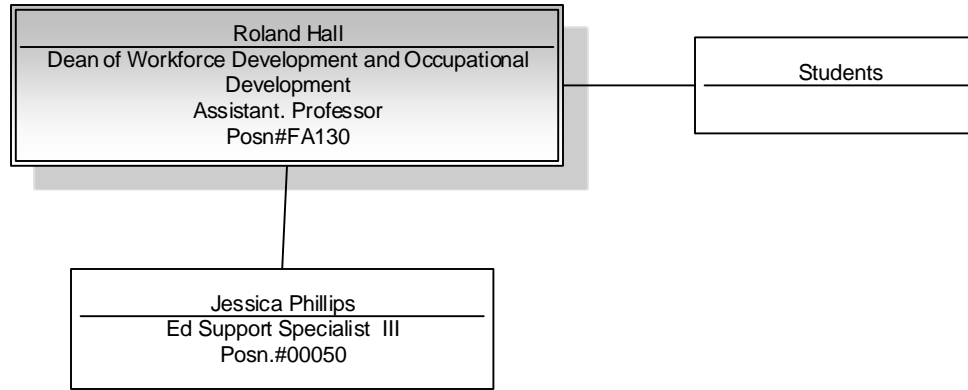 Roland Hall
Dean of Workforce Development and Occupational
Development
Assistant. Professor
Posn#FA130
Students
Jessica Phillips
Ed Support Specialist  III
Posn.#00050